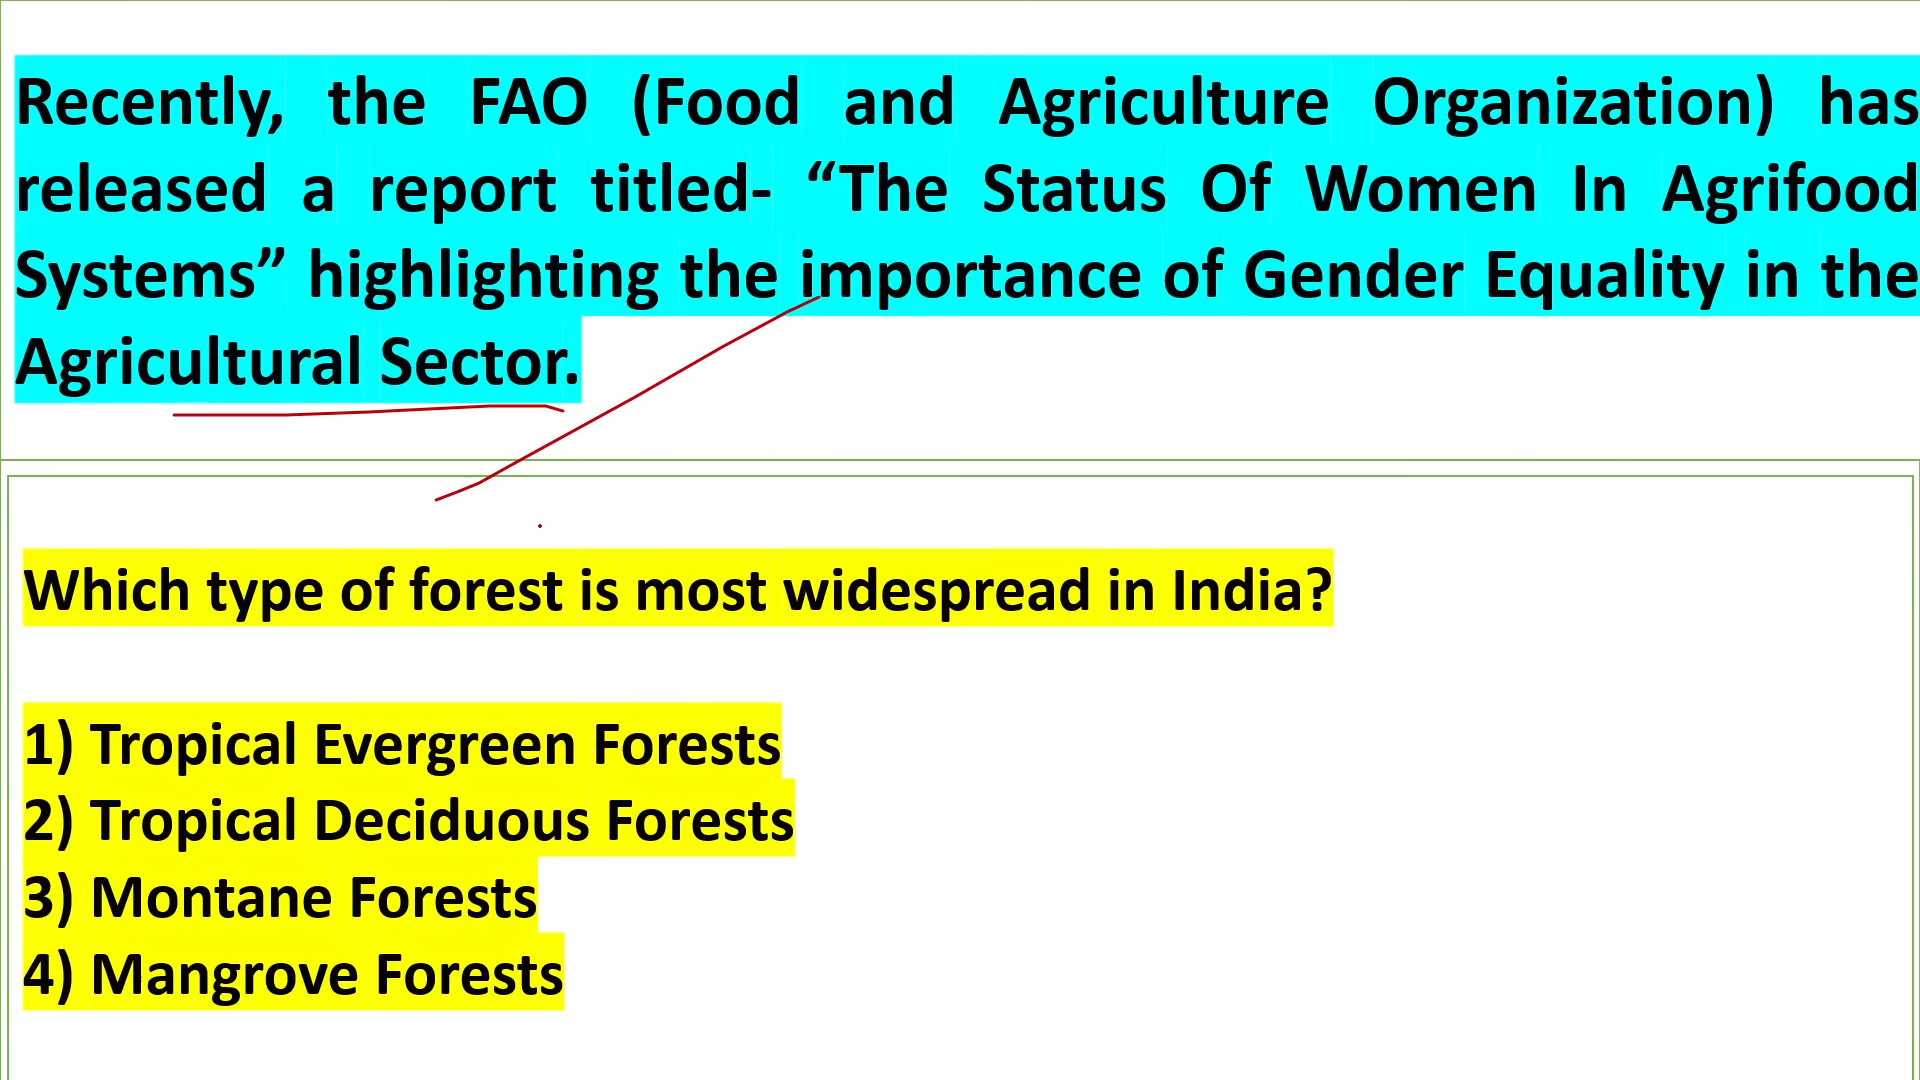 Recently, the FAO (Food and Agriculture Organization) has
released a report titled- “The Status Of Women In Agrifood
Systems” highlighting the importance of Gender Equality in the
Agricultural Sector.
Which type of forest is most widespread in India?
1) Tropical Evergreen Forests
2) Tropical Deciduous Forests
3) Montane Forests
4) Mangrove Forests